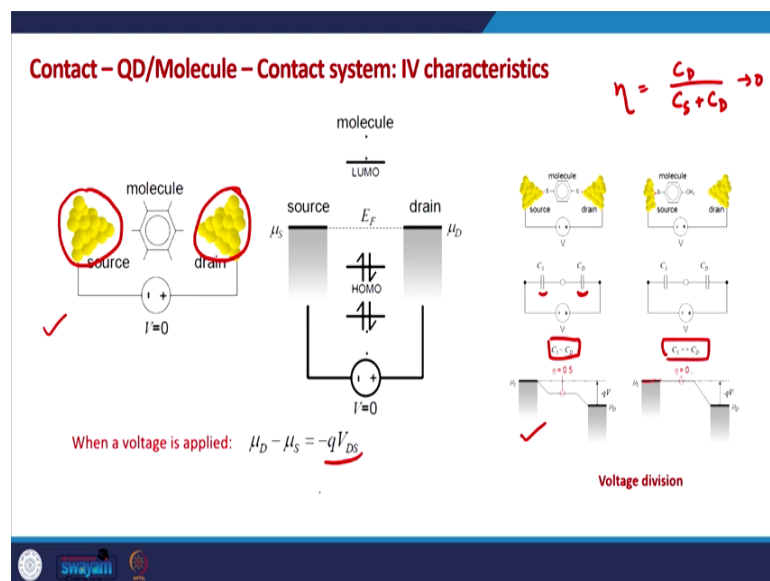 Contact – QD/Molecule – Contact system: IV characteristics
η = C_D / (C_S + C_D) → 0
molecule
LUMO
molecule
source
drain
V=0
source
E_F
drain
μ_S
μ_D
HOMO
V=0
When a voltage is applied: μ_D − μ_S = −qV_DS
molecule
source
drain
V
molecule
source
drain
V
C_S
C_D
V
C_S
C_D
V
C_S ~ C_D
C_S >> C_D
η = 0.5
η = 0
μ_S
qV
μ_D
μ_S
qV
μ_D
Voltage division
swayam